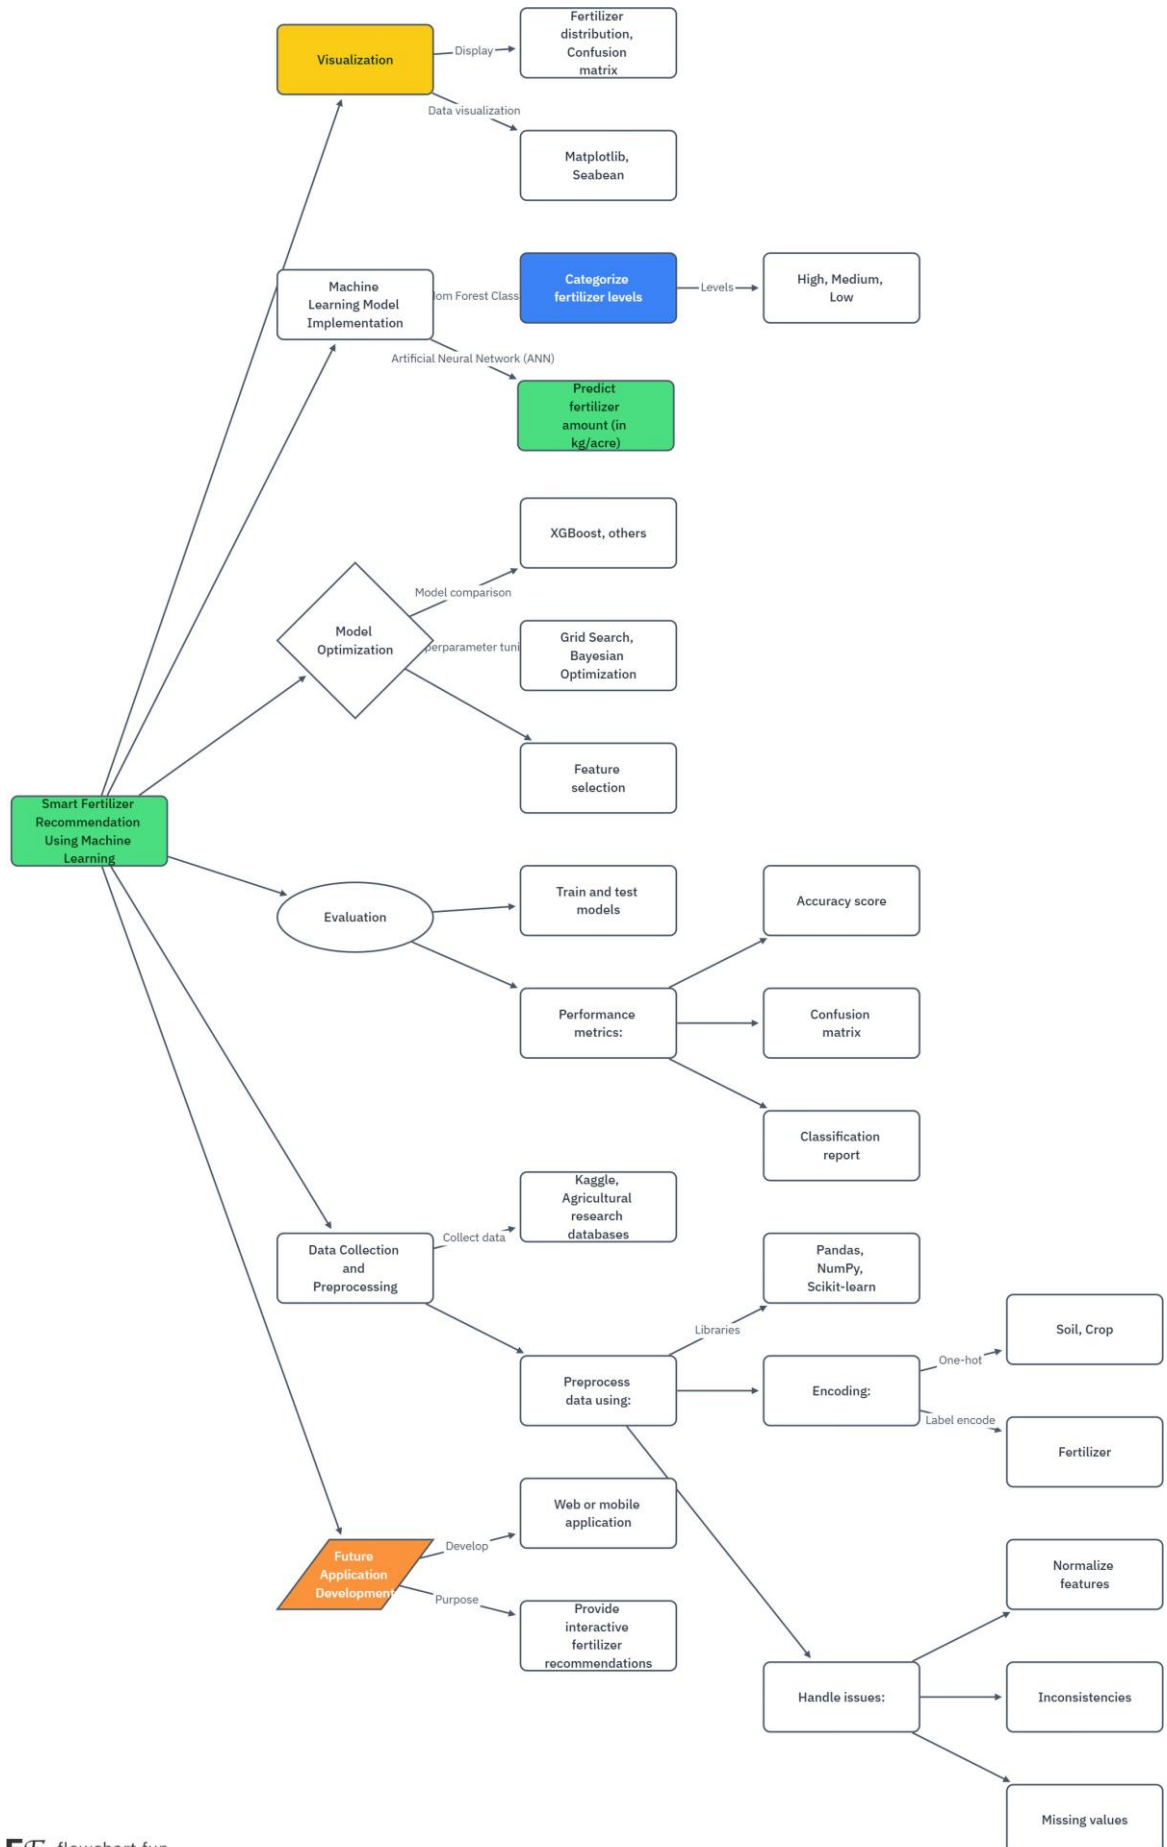 Fertilizer
distribution,
Confusion
matrix
Visualization
Display
Data visualization
Matplotlib,
Seabean
Machine
Learning Model
Implementation
Forest Class
Categorize
fertilizer levels
Levels
High, Medium,
Low
Artificial Neural Network (ANN)
Predict
fertilizer
amount (in
kg/acre)
XGBoost, others
Model comparison
Model
Optimization
perparameter tuni
Grid Search,
Bayesian
Optimization
Feature
selection
Smart Fertilizer
Recommendation
Using Machine
Learning
Evaluation
Train and test
models
Accuracy score
Performance
metrics:
Confusion
matrix
Classification
report
Kaggle,
Agricultural
research
databases
Collect data
Data Collection
and
Preprocessing
Pandas,
NumPy,
Scikit-learn
Libraries
Soil, Crop
One-hot
Preprocess
data using:
Encoding:
Label encode
Fertilizer
Web or mobile
application
Develop
Future
Application
Development
Purpose
Provide
interactive
fertilizer
recommendations
Normalize
features
Handle issues:
Inconsistencies
Missing values
flowchart fun